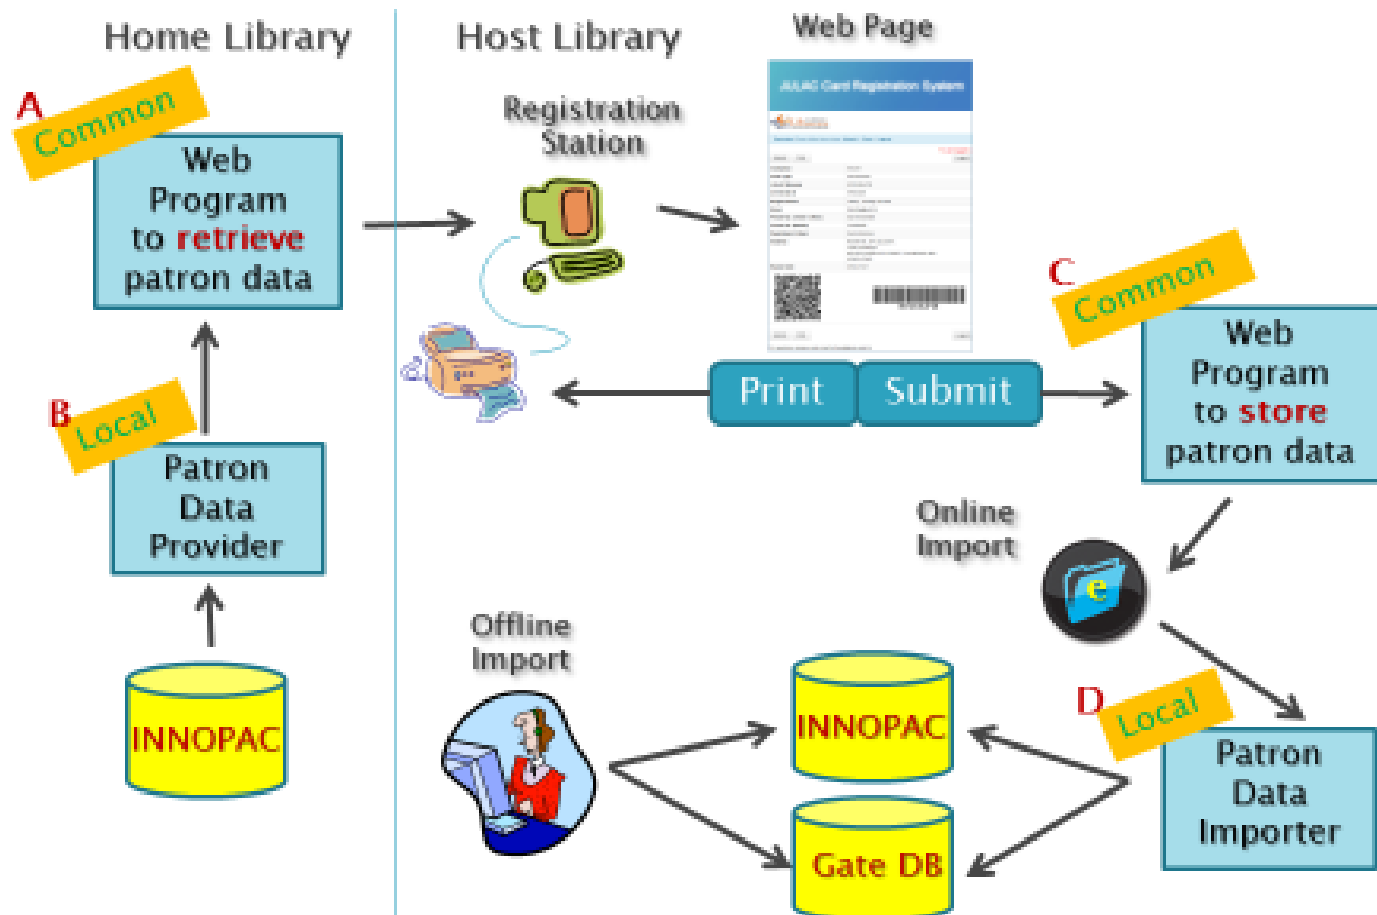 Home Library
Host Library
Web Page
A
Common
Web
Program
to retrieve
patron data
B
Local
Patron
Data
Provider
INNOPAC
Registration
Station
JULAC Card Registration System
Print
Submit
C
Common
Web
Program
to store
patron data
Online
Import
e
Offline
Import
INNOPAC
Gate DB
D
Local
Patron
Data
Importer